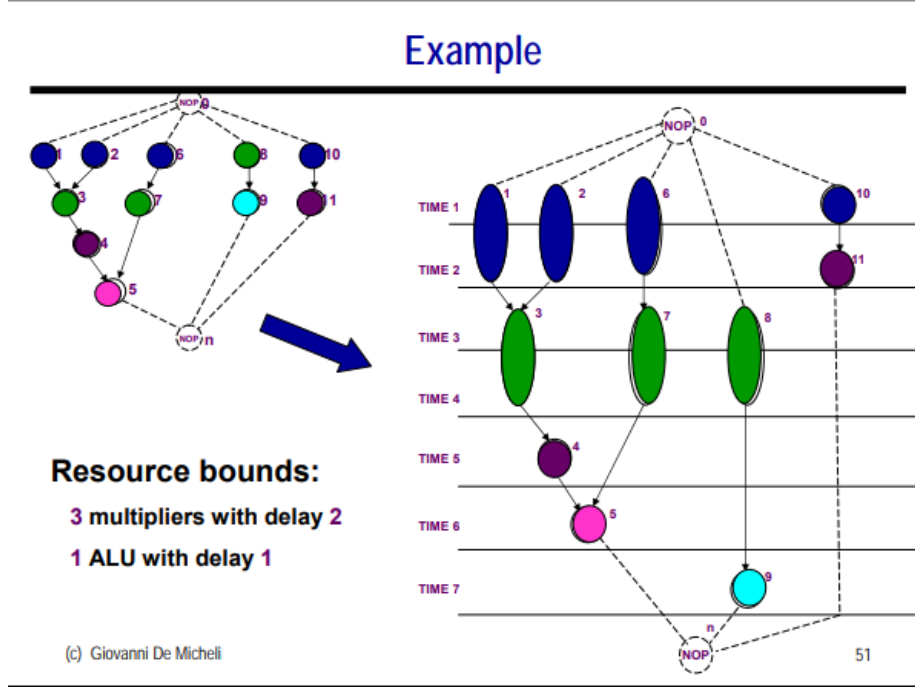 Example
NOP 0
1 2 6 8 10
3 7 9 11
4
5
NOP n
NOP 0
1 2 6 10
TIME 1
11
TIME 2
3 7 8
TIME 3
TIME 4
4
TIME 5
5
TIME 6
9
TIME 7
n
NOP
Resource bounds:
3 multipliers with delay 2
1 ALU with delay 1
(c) Giovanni De Micheli
51